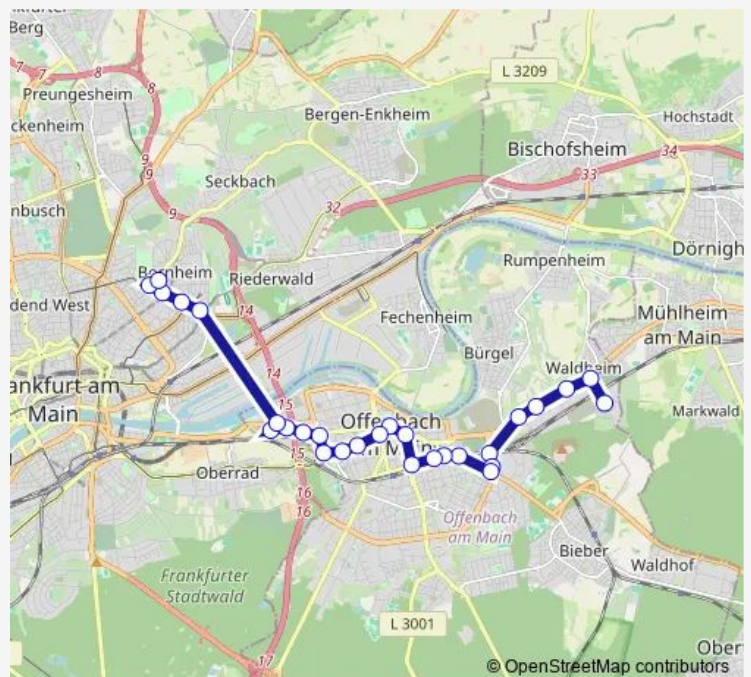 Berg
L 3209
7
7
8
8
Preungesheim
Bergen-Enkheim
Hochstadt
ckenheim
Bischofsheim
34
33
9
9
Seckbach
nbusch
9
32
Dörnigh
Bornheim
Riederwald
Rumpenheim
dend West
14
Fechenheim
Mühlheim
am Main
Bürgel
Waldheim
14
ankfurt am
Main
15
Offenbach
Markwald
15
Oberrad
16
16
Offenbach
am Main
Bieber
Waldhof
Frankfurter
Stadtwald
L 3001
Ober
17
© OpenStreetMap contributors